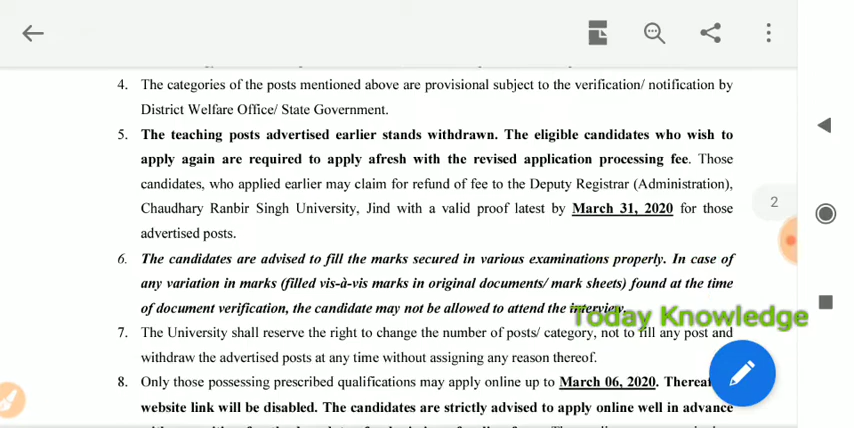 4. The categories of the posts mentioned above are provisional subject to the verification/ notification by
District Welfare Office/ State Government.
5. The teaching posts advertised earlier stands withdrawn. The eligible candidates who wish to
apply again are required to apply afresh with the revised application processing fee. Those
candidates, who applied earlier may claim for refund of fee to the Deputy Registrar (Administration),
Chaudhary Ranbir Singh University, Jind with a valid proof latest by March 31, 2020 for those
advertised posts.
2
6. The candidates are advised to fill the marks secured in various examinations properly. In case of
any variation in marks (filled vis-à-vis marks in original documents/ mark sheets) found at the time
of document verification, the candidate may not be allowed to attend the interview.
Today Knowledge
7. The University shall reserve the right to change the number of posts/ category, not to fill any post and
withdraw the advertised posts at any time without assigning any reason thereof.
8. Only those possessing prescribed qualifications may apply online up to March 06, 2020.
website link will be disabled. The candidates are strictly advised to apply online well in advance